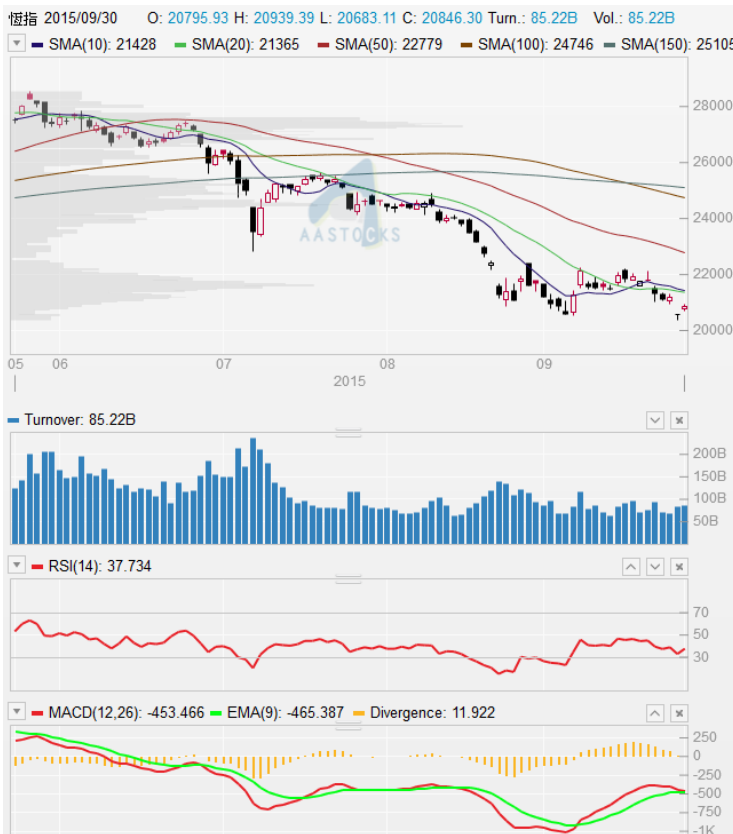 恆指 2015/09/30 O: 20795.93 H: 20939.39 L: 20683.11 C: 20846.30 Turn.: 85.22B Vol.: 85.22B
SMA(10): 21428 SMA(20): 21365 SMA(50): 22779 SMA(100): 24746 SMA(150): 25105
28000
26000
24000
22000
20000
AASTOCKS
05 06 07 08 09
2015
Turnover: 85.22B
200B
150B
100B
50B
RSI(14): 37.734
70
50
30
MACD(12,26): -453.466 EMA(9): -465.387 Divergence: 11.922
250
0
-250
-500
-750
-1K